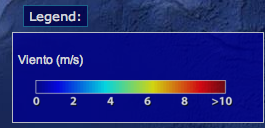 Legend:
Viento (m/s)
0 2 4 6 8 >10